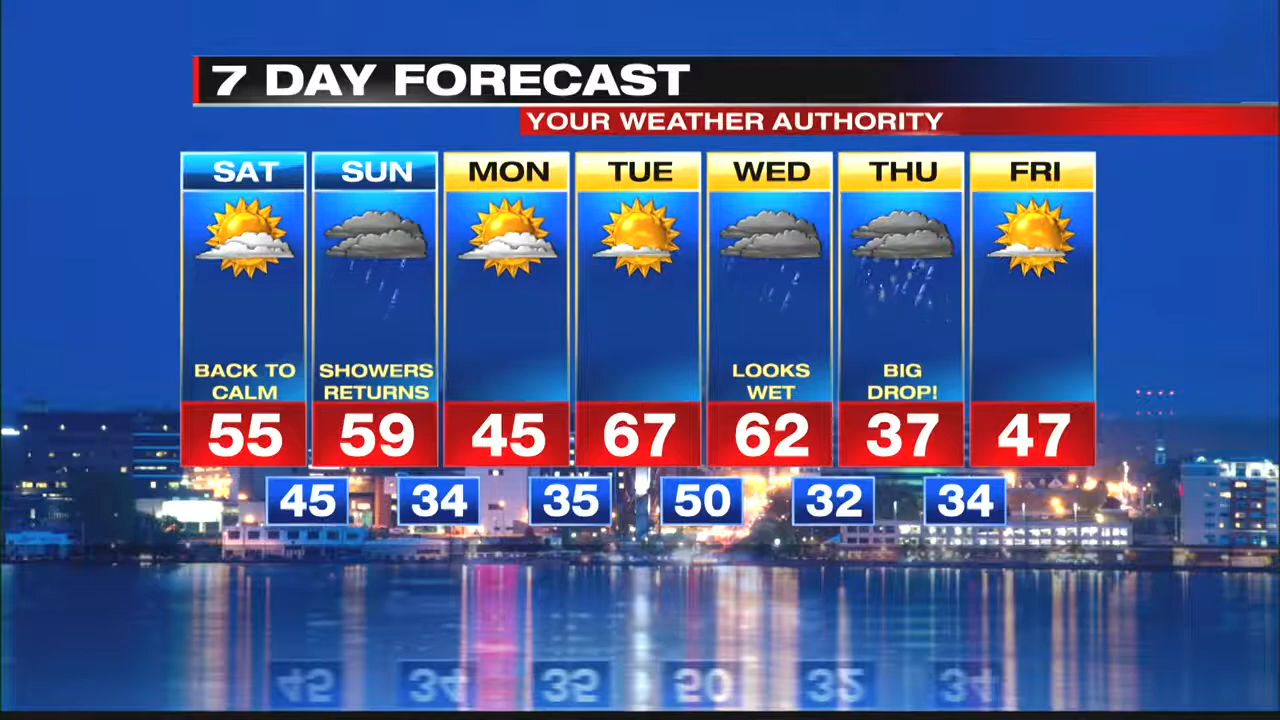 7 DAY FORECAST
YOUR WEATHER AUTHORITY
SAT SUN MON TUE WED THU FRI
BACK TO SHOWERS LOOKS BIG
CALM RETURNS WET DROP!
55 59 45 67 62 37 47
45 34 35 50 32 34